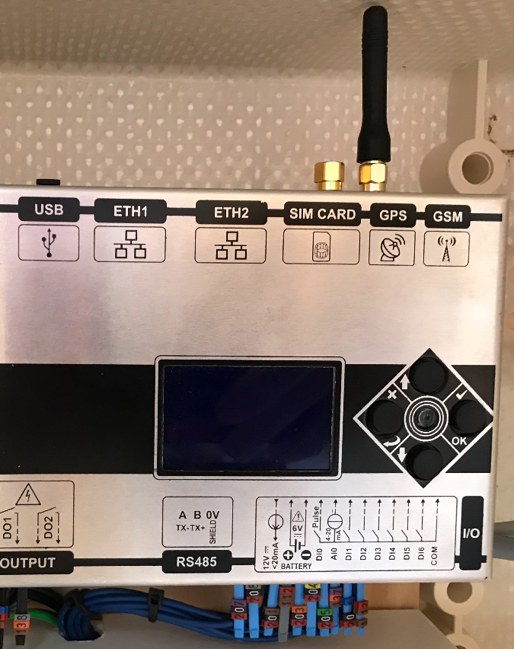 USB ETH1 ETH2 SIM CARD GPS GSM
OK
DO1 DO2
OUTPUT
A B 0V
TX- TX+ SHIELD
RS485
12V <20mA
6V
BATTERY
Pulse DI0
4-20 mA AI0
DI1
DI2
DI3
DI4
DI5
DI6
COM
I/O